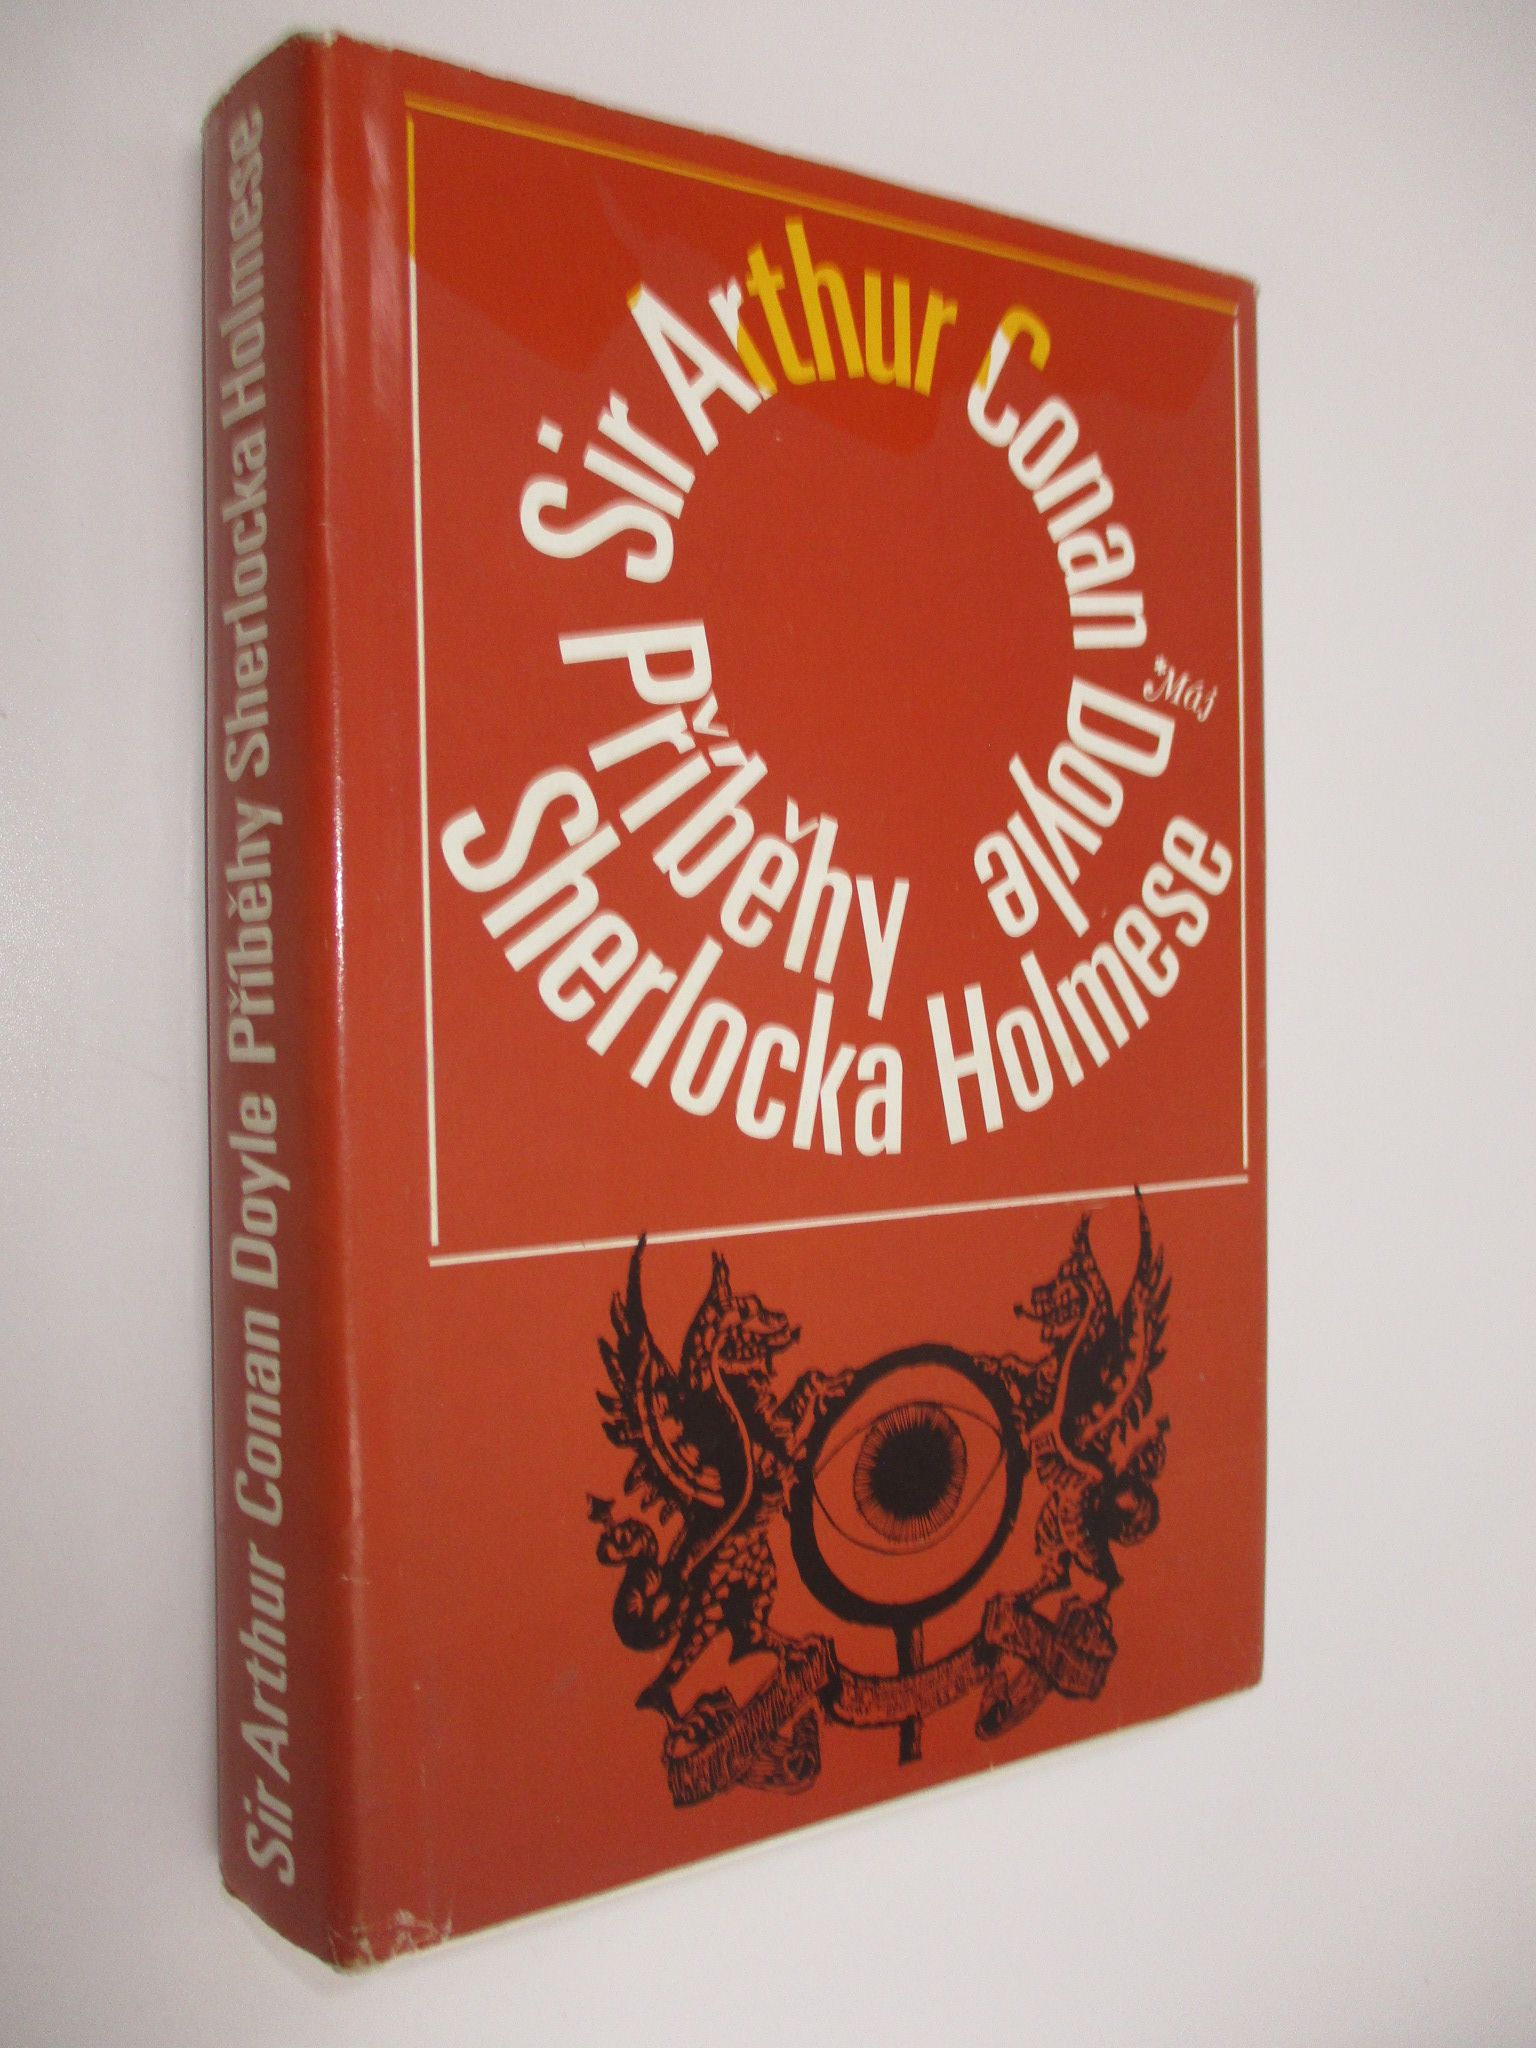 Sir Arthur Conan Doyle Příběhy Sherlocka Holmese
Sir Arthur Conan Doyle
Příběhy
Sherlocka Holmese
*Máj